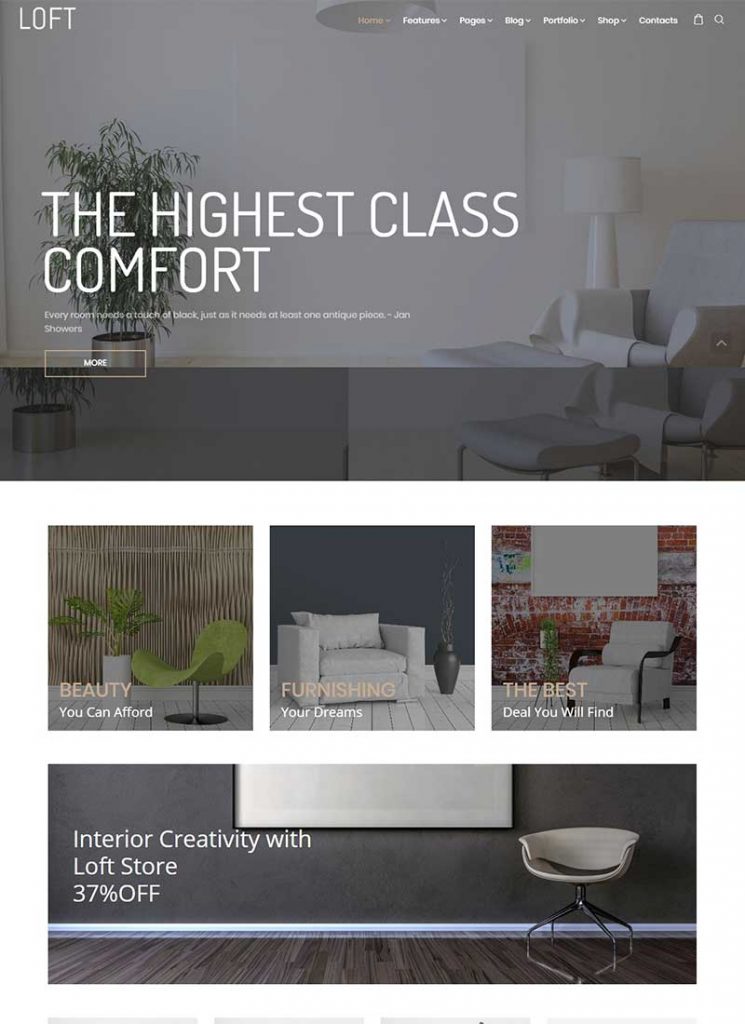 LOFT
Home Features Pages Blog Portfolio Shop Contacts
THE HIGHEST CLASS
COMFORT
Every room needs a touch of black, just as it needs at least one antique piece. - Jan
Showers
MORE
BEAUTY
You Can Afford
FURNISHING
Your Dreams
THE BEST
Deal You Will Find
Interior Creativity with
Loft Store
37%OFF